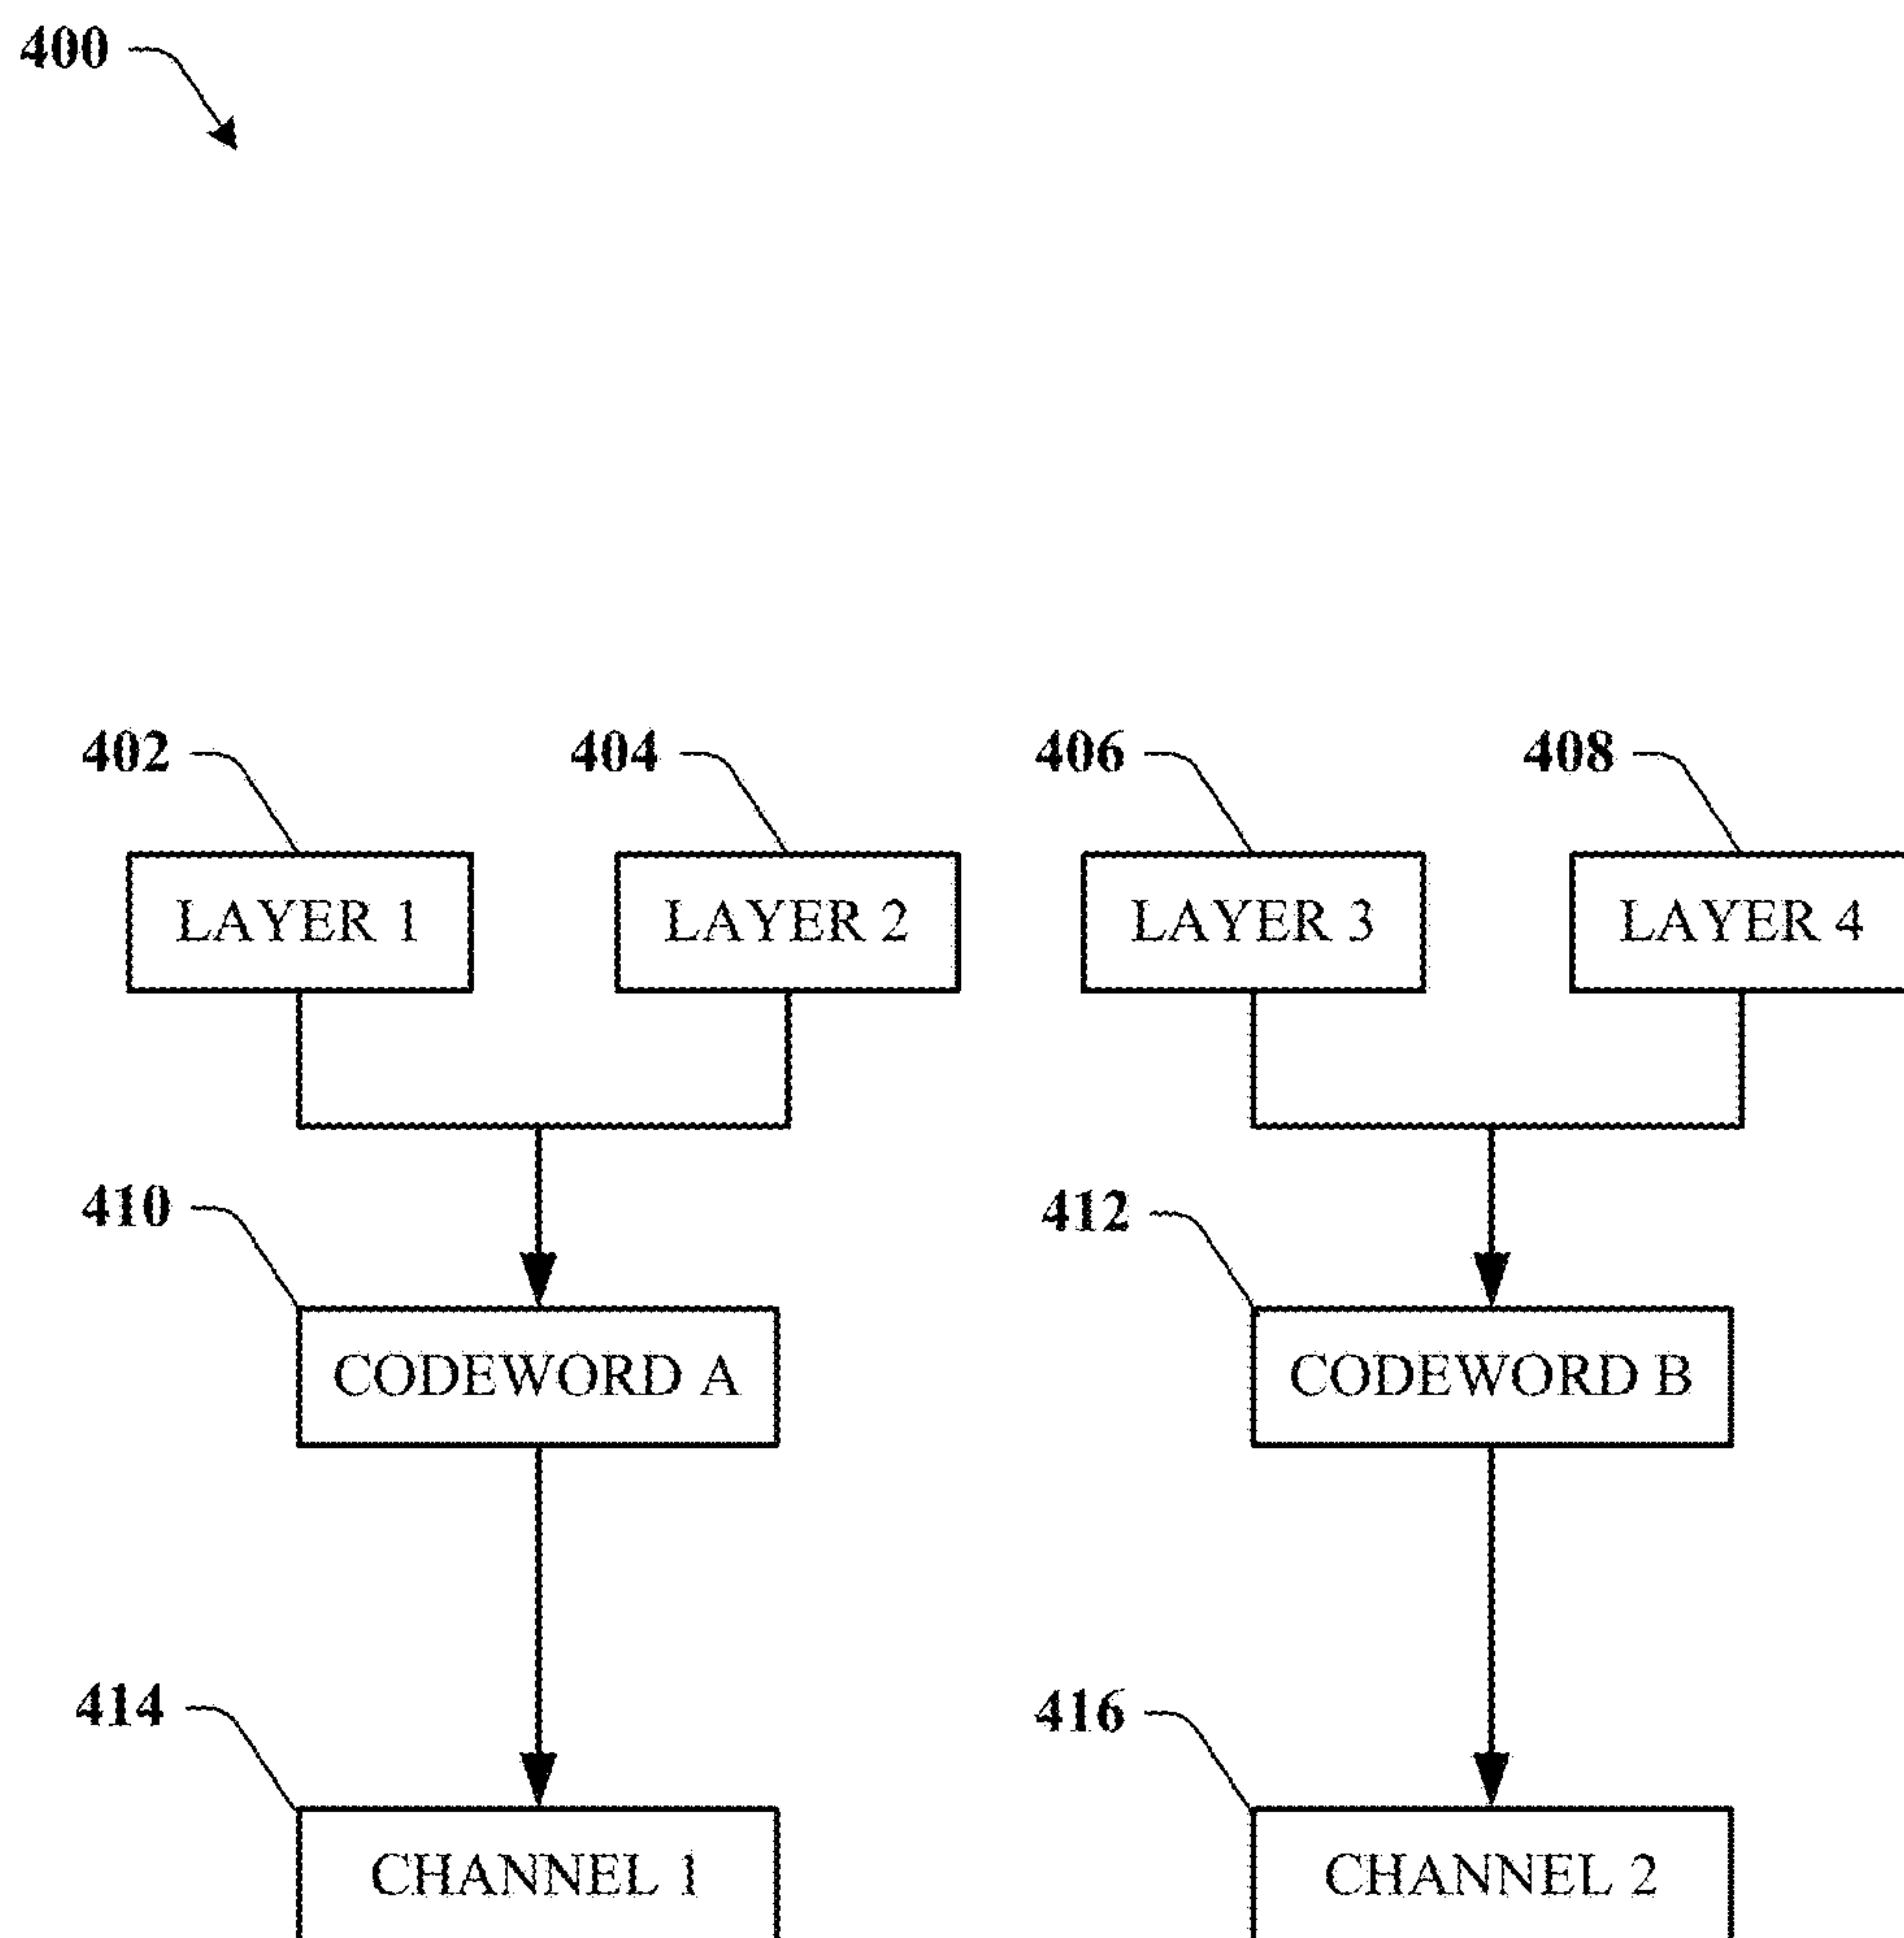 400
402 404 406 408
LAYER 1 LAYER 2 LAYER 3 LAYER 4
410 412
CODEWORD A CODEWORD B
414 416
CHANNEL 1 CHANNEL 2